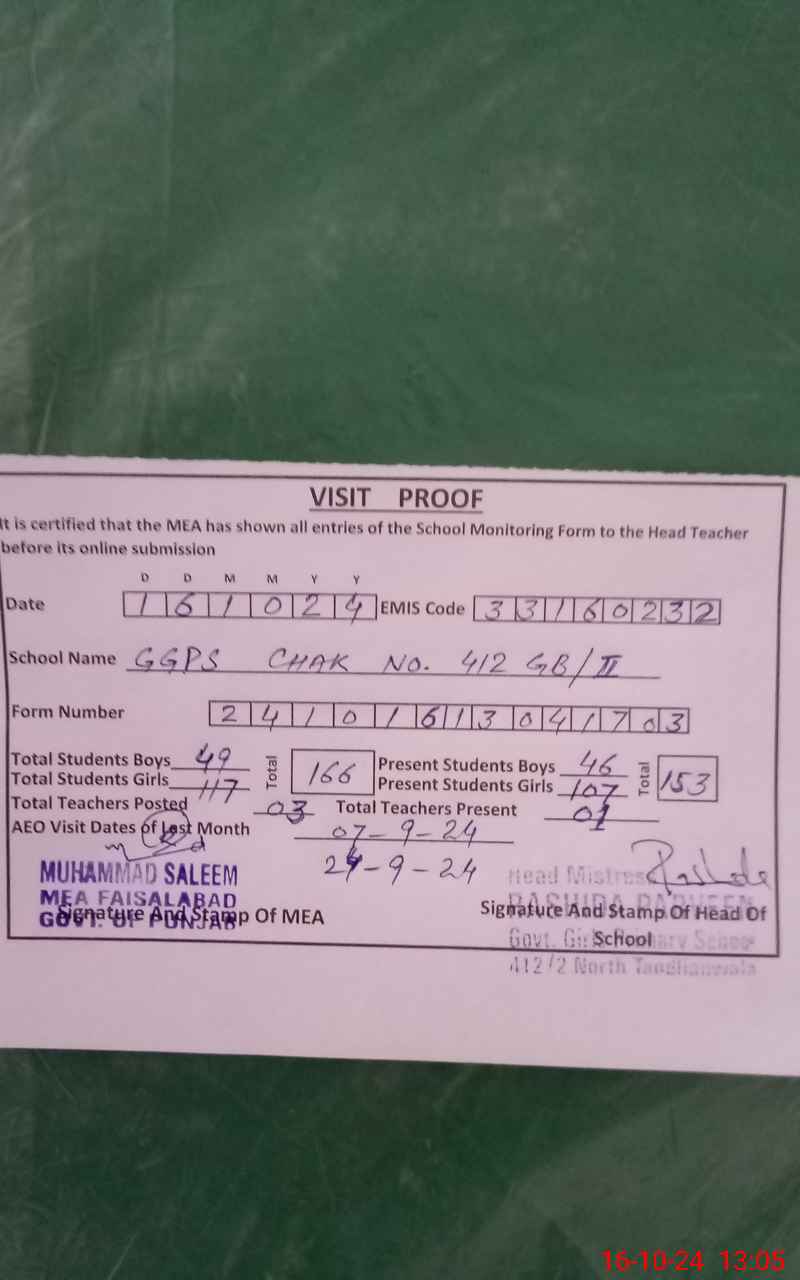 VISIT PROOF
It is certified that the MEA has shown all entries of the School Monitoring Form to the Head Teacher
before its online submission
D D M M Y Y
Date 1 6 1 0 2 4 EMIS Code 3 3 1 6 0 2 3 2
School Name GGPS CHAK NO. 412 GB/II
Form Number 2 4 1 0 1 6 1 3 0 4 1 7 0 3
Total Students Boys 49 Total 166 Present Students Boys 46 Total 153
Total Students Girls 117 Present Students Girls 107
Total Teachers Posted 03 Total Teachers Present 01
AEO Visit Dates of Last Month 07-9-24
24-9-24
MUHAMMAD SALEEM
MEA FAISALABAD
GOVT. OF PUNJAB
Signature And Stamp Of MEA
Head Mistress
RASHIDA PARVEEN
Signature And Stamp Of Head Of
School
Govt. Girls Primary School
412/2 North Tandlianwala
16-10-24 13:05